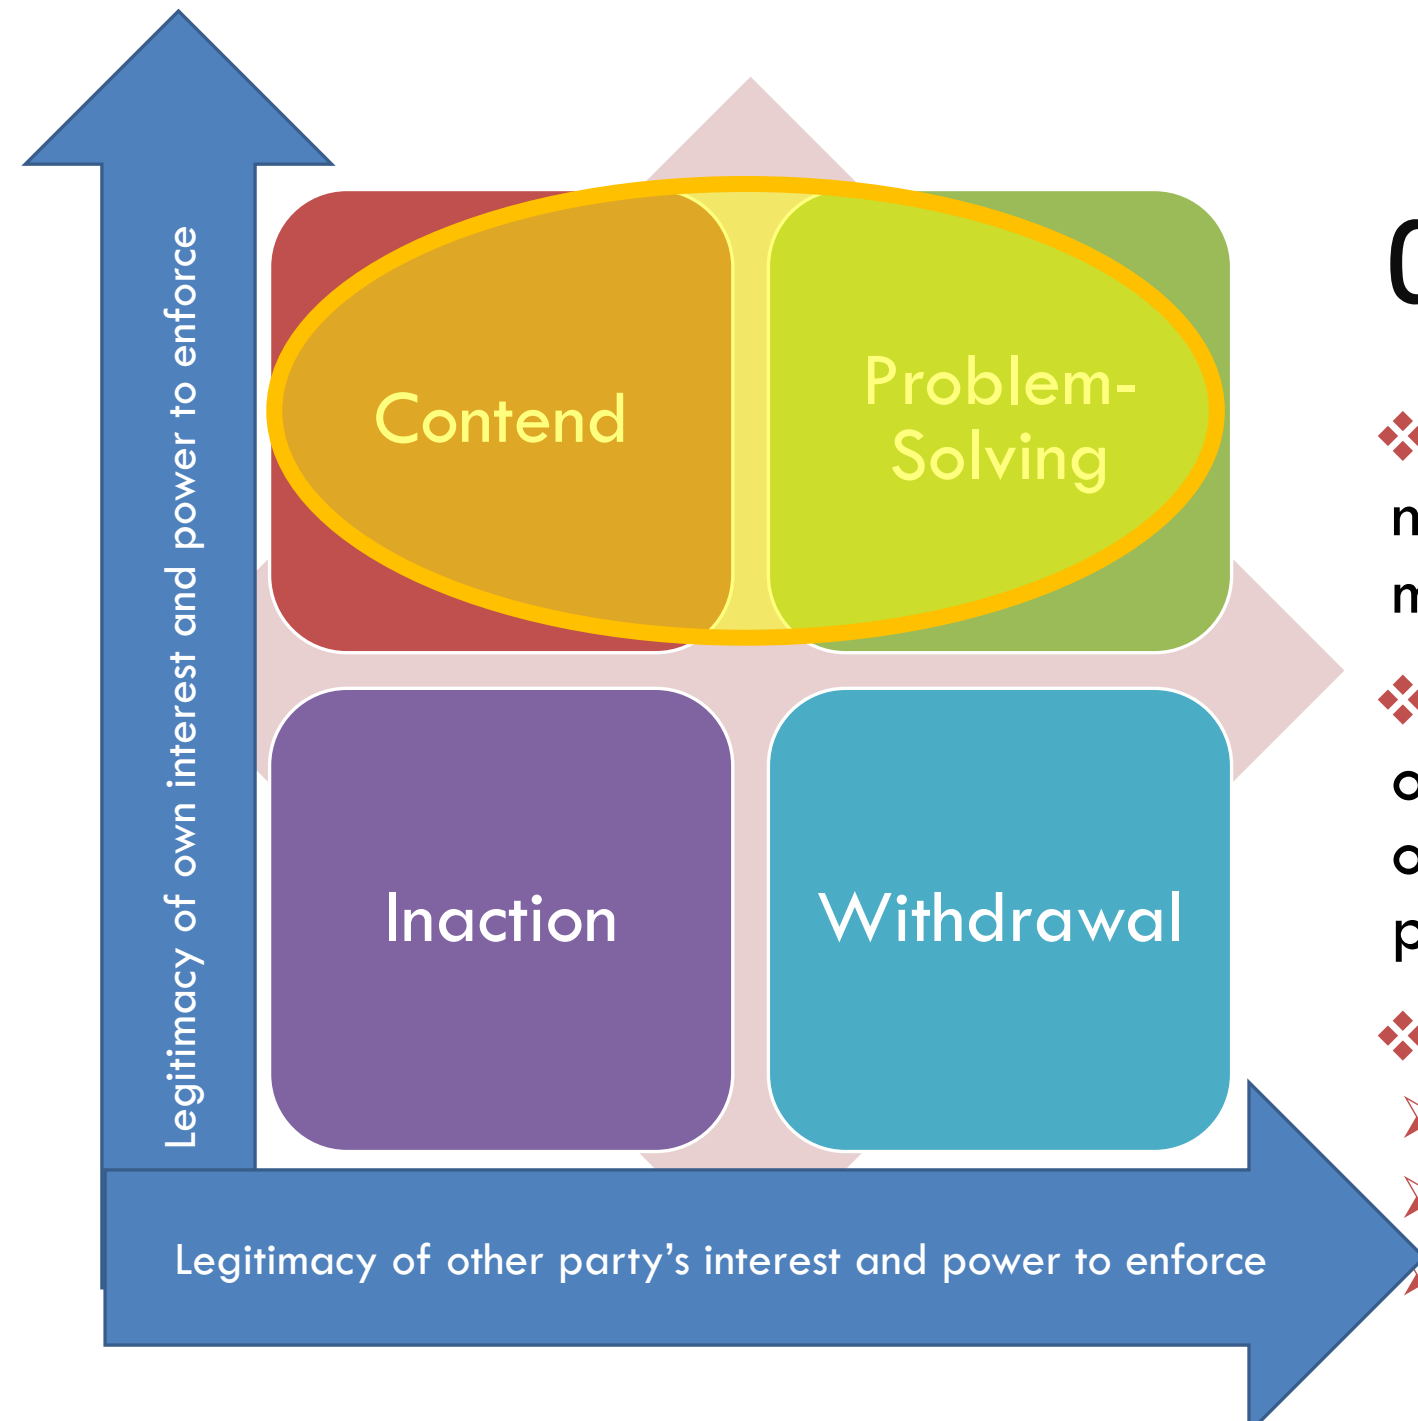 Legitimacy of own interest and power to enforce
Contend
Problem-
Solving
Inaction
Withdrawal
Legitimacy of other party's interest and power to enforce